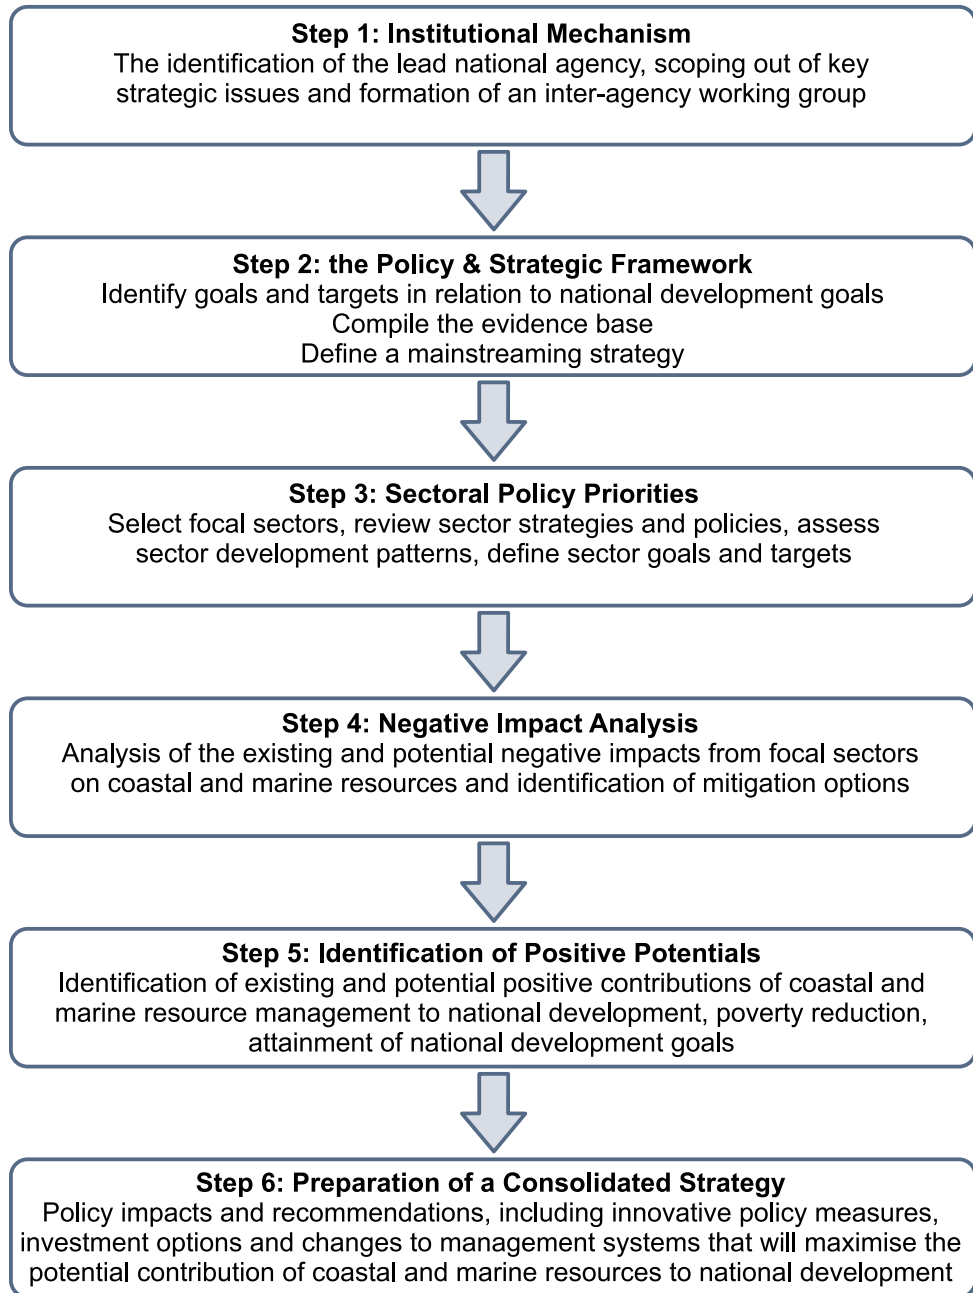 Step 1: Institutional Mechanism
The identification of the lead national agency, scoping out of key
strategic issues and formation of an inter-agency working group
Step 2: the Policy & Strategic Framework
Identify goals and targets in relation to national development goals
Compile the evidence base
Define a mainstreaming strategy
Step 3: Sectoral Policy Priorities
Select focal sectors, review sector strategies and policies, assess
sector development patterns, define sector goals and targets
Step 4: Negative Impact Analysis
Analysis of the existing and potential negative impacts from focal sectors
on coastal and marine resources and identification of mitigation options
Step 5: Identification of Positive Potentials
Identification of existing and potential positive contributions of coastal and
marine resource management to national development, poverty reduction,
attainment of national development goals
Step 6: Preparation of a Consolidated Strategy
Policy impacts and recommendations, including innovative policy measures,
investment options and changes to management systems that will maximise the
potential contribution of coastal and marine resources to national development